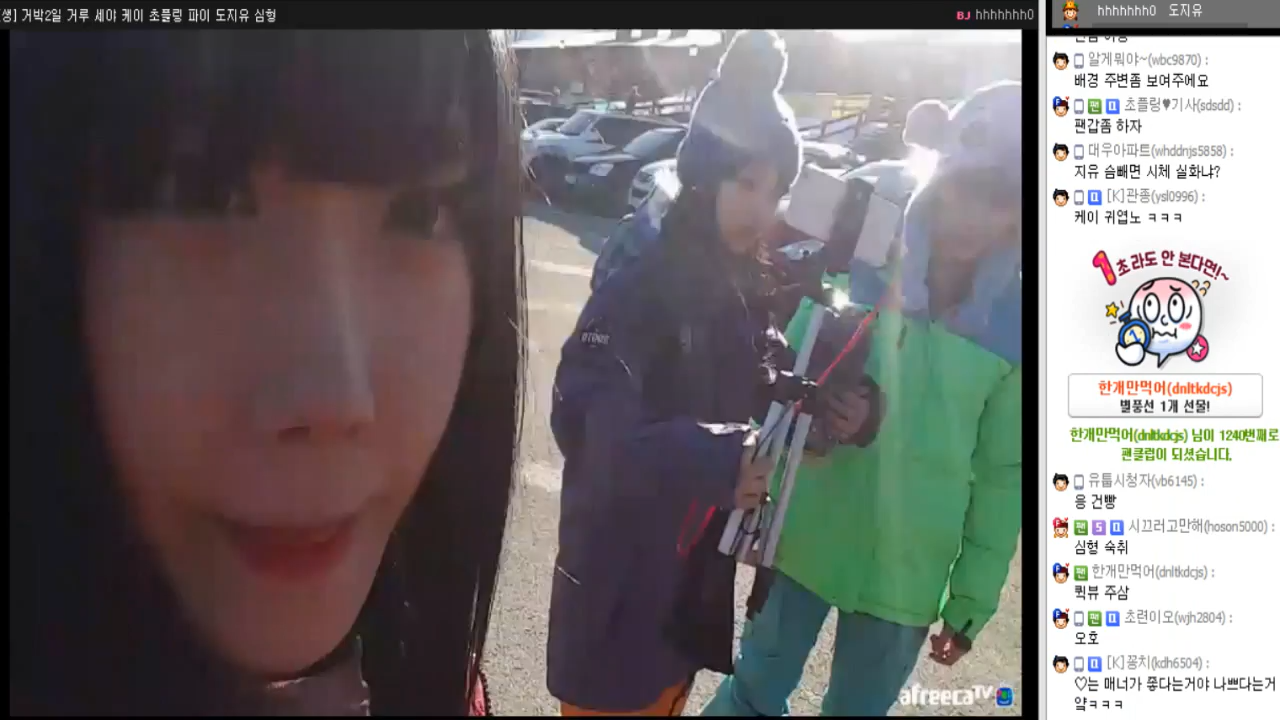 생] 거박2일 거루 세야 케이 초플링 파이 도지유 심형
BJ hhhhhhh0
hhhhhhh0 도지유
알게뭐야~(wbc9870) :
배경 주변좀 보여주에요
팬 초플링♥기사(sdsdd) :
팬갑좀 하자
대우아파트(whddnjs5858) :
지유 슴빼면 시체 실화냐?
[K]관종(ysl0996) :
케이 귀엽노 ㅋㅋㅋ
1초라도 안 본다면!~
한개만먹어(dnltkdcjs)
별풍선 1개 선물!
한개만먹어(dnltkdcjs) 님이 1240번째로
팬클럽이 되셨습니다.
유툽시청자(vb6145) :
응 건빵
팬 S 시끄러고만해(hoson5000) :
심형 숙취
팬 한개만먹어(dnltkdcjs) :
퀵뷰 주삼
팬 초련이오(wjh2804) :
오호
[K]꽁치(kdh6504) :
♡는 매너가 좋다는거야 나쁘다는거
얔ㅋㅋㅋ
afreecaTV